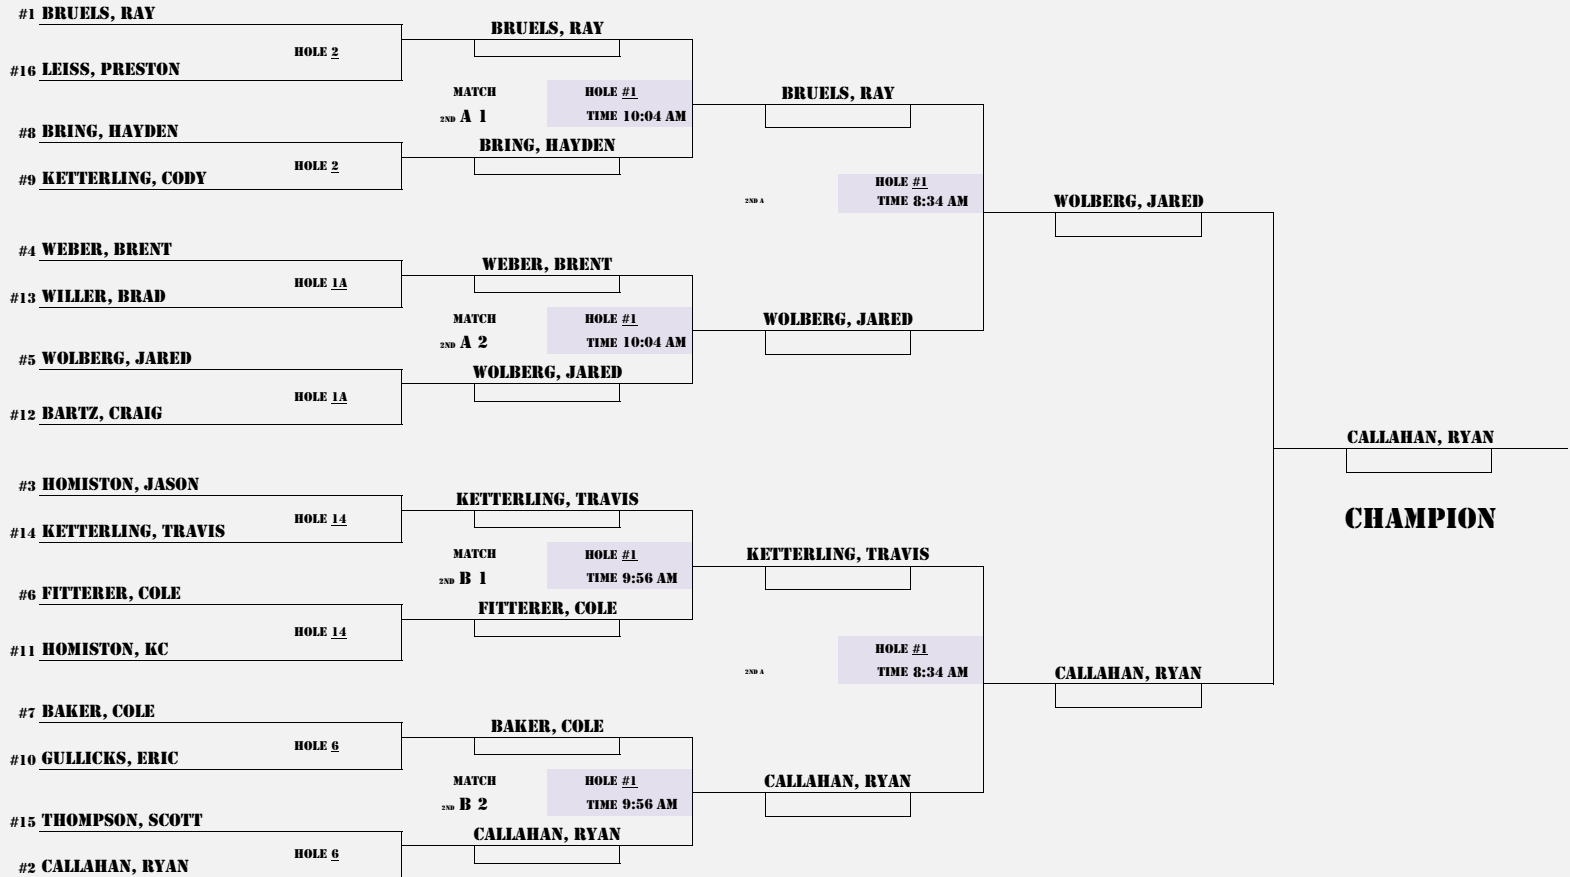 #1 BRUELS, RAY
HOLE 2
#16 LEISS, PRESTON
#8 BRING, HAYDEN
HOLE 2
#9 KETTERLING, CODY
#4 WEBER, BRENT
HOLE 1A
#13 WILLER, BRAD
#5 WOLBERG, JARED
HOLE 1A
#12 BARTZ, CRAIG
#3 HOMISTON, JASON
HOLE 14
#14 KETTERLING, TRAVIS
#6 FITTERER, COLE
HOLE 14
#11 HOMISTON, KC
#7 BAKER, COLE
HOLE 6
#10 GULLICKS, ERIC
#15 THOMPSON, SCOTT
HOLE 6
#2 CALLAHAN, RYAN
BRUELS, RAY
MATCH HOLE #1
2ND A 1 TIME 10:04 AM
BRING, HAYDEN
WEBER, BRENT
MATCH HOLE #1
2ND A 2 TIME 10:04 AM
WOLBERG, JARED
KETTERLING, TRAVIS
MATCH HOLE #1
2ND B 1 TIME 9:56 AM
FITTERER, COLE
BAKER, COLE
MATCH HOLE #1
2ND B 2 TIME 9:56 AM
CALLAHAN, RYAN
BRUELS, RAY
HOLE #1
2ND A TIME 8:34 AM
WOLBERG, JARED
KETTERLING, TRAVIS
HOLE #1
2ND A TIME 8:34 AM
CALLAHAN, RYAN
WOLBERG, JARED
CALLAHAN, RYAN
CALLAHAN, RYAN
CHAMPION